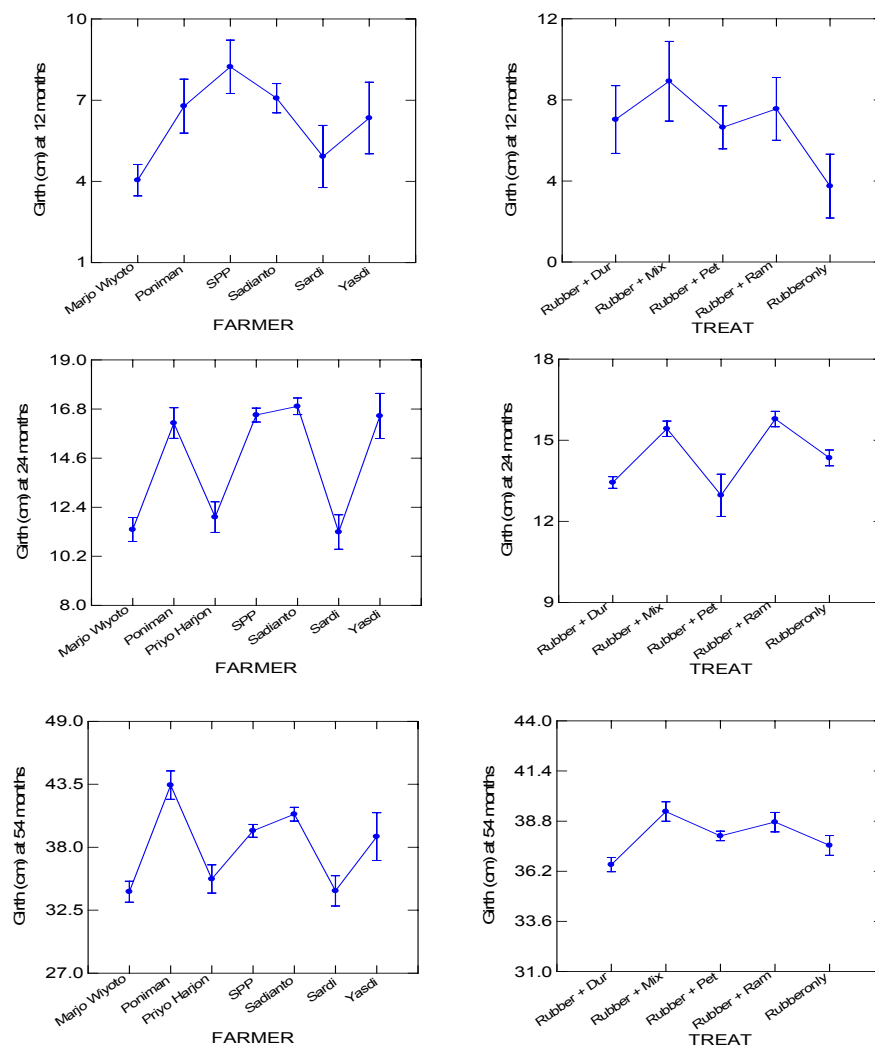 Girth (cm) at 12 months
10
7
4
1
Marjo Wiyoto
Poniman
SPP
Sadianto
Sardi
Yasdi
FARMER
Girth (cm) at 12 months
12
8
4
0
Rubber + Dur
Rubber + Mix
Rubber + Pet
Rubber + Ram
Rubberonly
TREAT
Girth (cm) at 24 months
19.0
16.8
14.6
12.4
10.2
8.0
Marjo Wiyoto
Poniman
Priyo Harjon
SPP
Sadianto
Sardi
Yasdi
FARMER
Girth (cm) at 24 months
18
15
12
9
Rubber + Dur
Rubber + Mix
Rubber + Pet
Rubber + Ram
Rubberonly
TREAT
Girth (cm) at 54 months
49.0
43.5
38.0
32.5
27.0
Marjo Wiyoto
Poniman
Priyo Harjon
SPP
Sadianto
Sardi
Yasdi
FARMER
Girth (cm) at 54 months
44.0
41.4
38.8
36.2
33.6
31.0
Rubber + Dur
Rubber + Mix
Rubber + Pet
Rubber + Ram
Rubberonly
TREAT